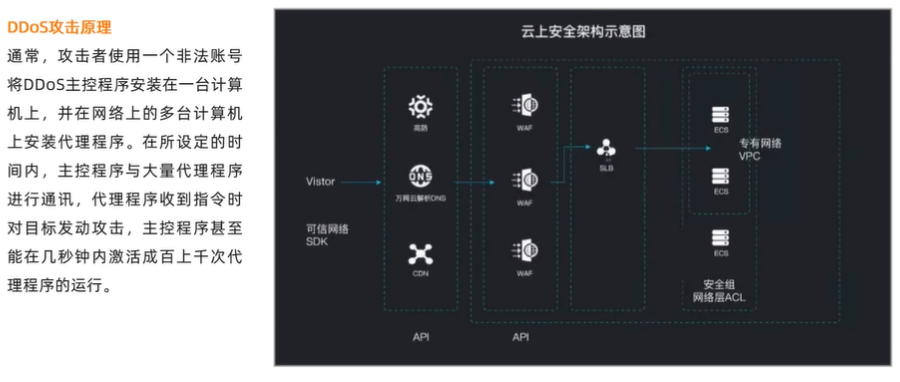 DDoS攻击原理
通常，攻击者使用一个非法账号
将DDoS主控程序安装在一台计算
机上，并在网络上的多台计算机
上安装代理程序。在所设定的时
间内，主控程序与大量代理程序
进行通讯，代理程序收到指令时
对目标发动攻击，主控程序甚至
能在几秒钟内激活成百上千次代
理程序的运行。
云上安全架构示意图
Vistor
可信网络
SDK
高防
DNS
万网云解析DNS
CDN
API
WAF
WAF
WAF
API
SLB
ECS
ECS
ECS
专有网络
VPC
安全组
网络层ACL